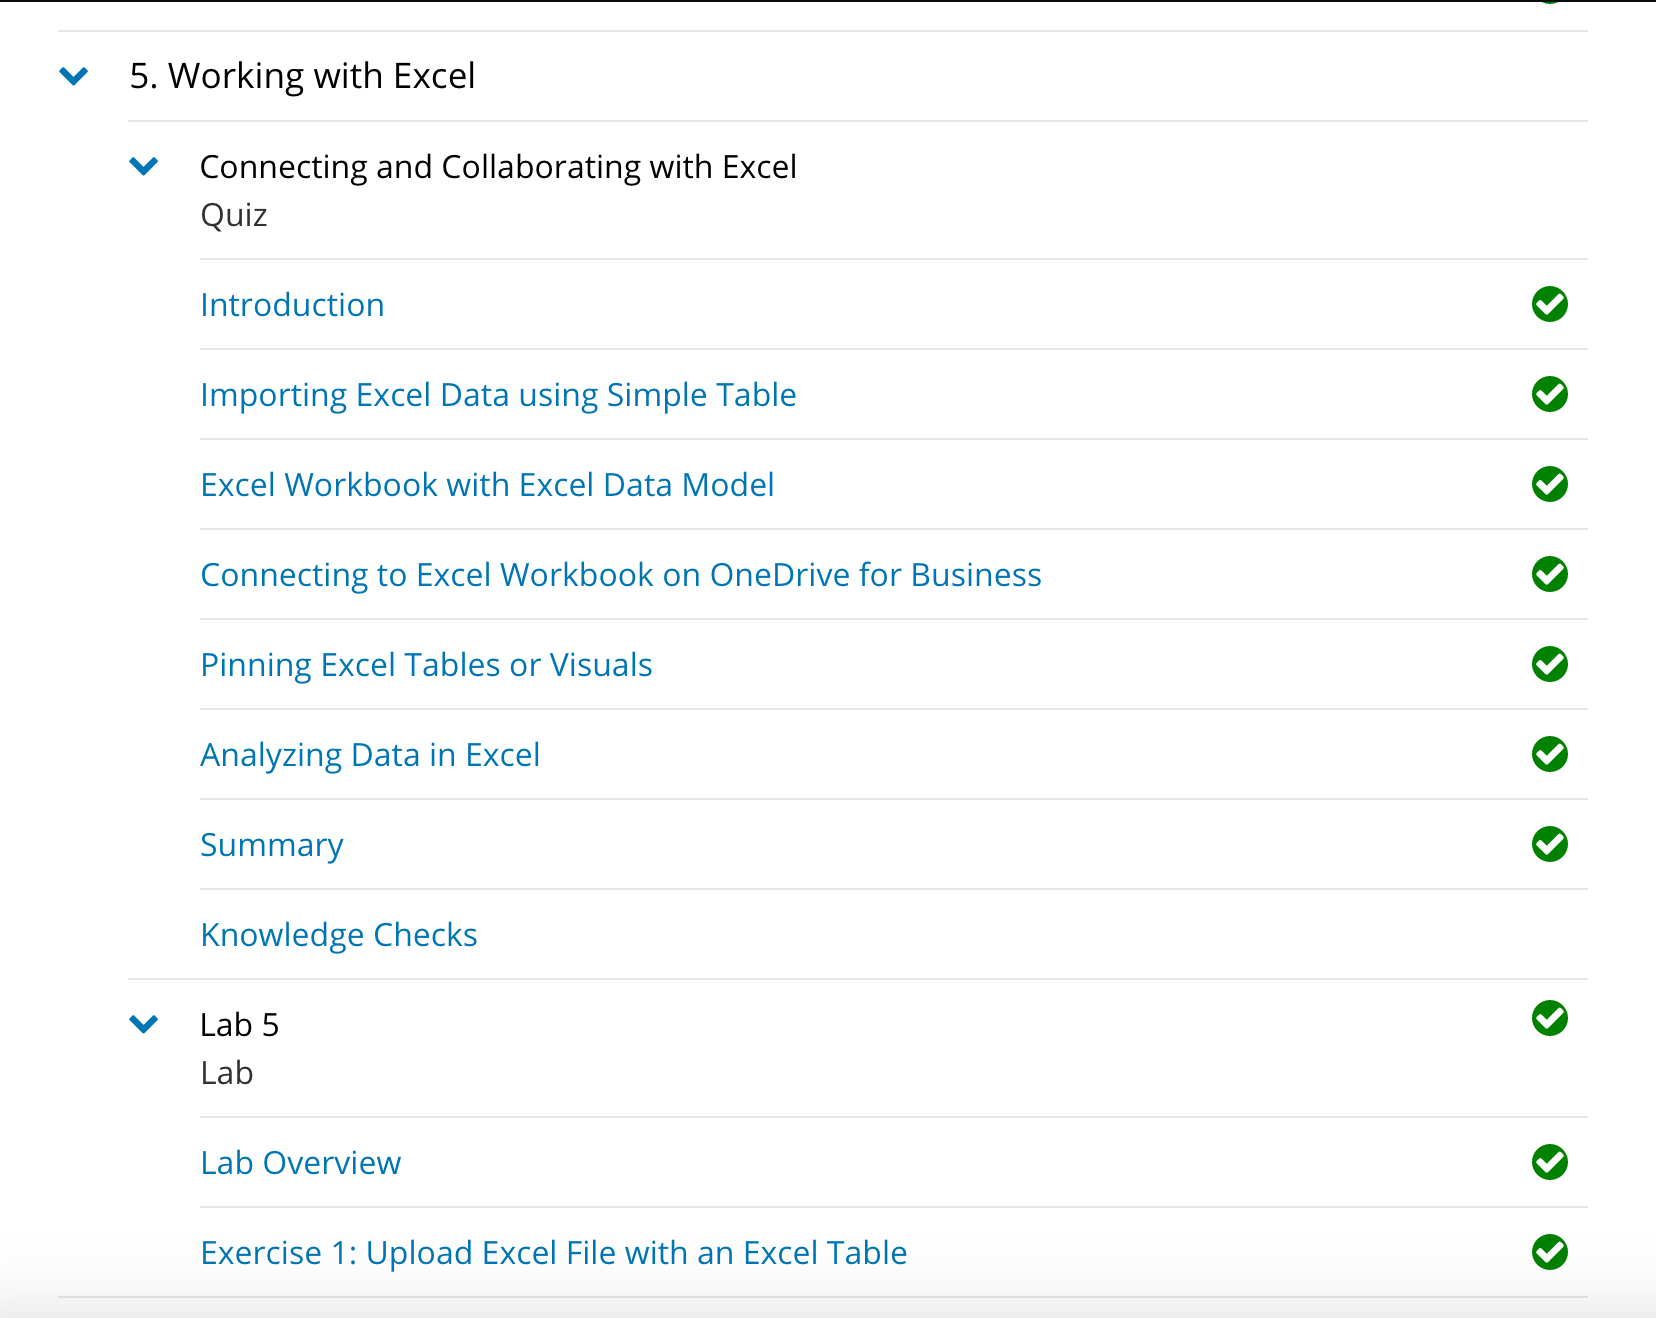 5. Working with Excel
Connecting and Collaborating with Excel
Quiz
Introduction
Importing Excel Data using Simple Table
Excel Workbook with Excel Data Model
Connecting to Excel Workbook on OneDrive for Business
Pinning Excel Tables or Visuals
Analyzing Data in Excel
Summary
Knowledge Checks
Lab 5
Lab
Lab Overview
Exercise 1: Upload Excel File with an Excel Table